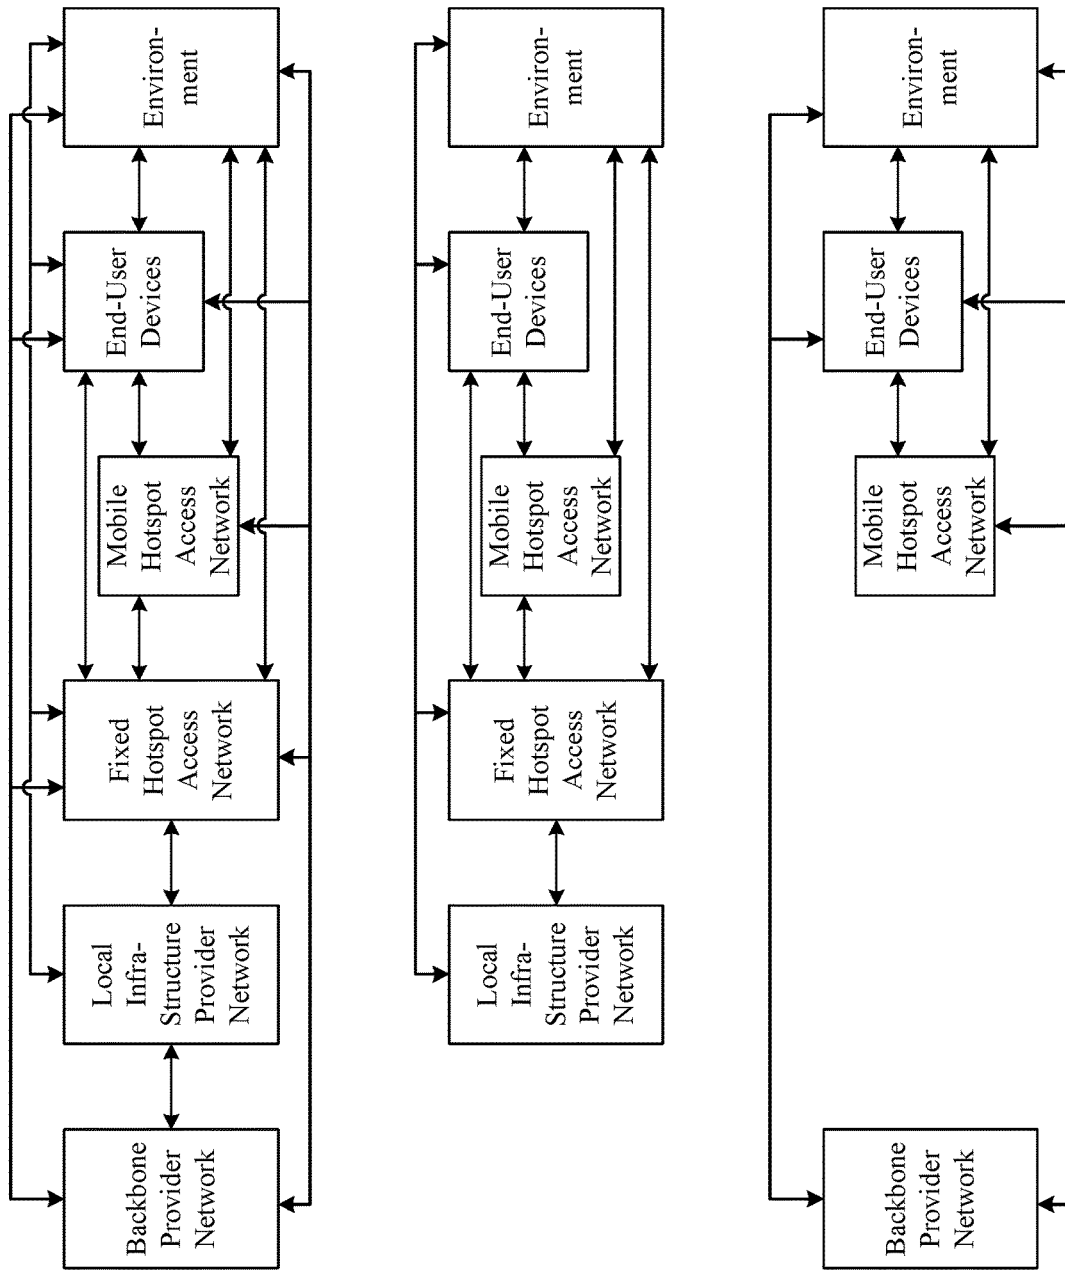 Backbone
Provider
Network
Local
Infra-
Structure
Provider
Network
Fixed
Hotspot
Access
Network
Mobile
Hotspot
Access
Network
End-User
Devices
Environ-
ment
Local
Infra-
Structure
Provider
Network
Fixed
Hotspot
Access
Network
Mobile
Hotspot
Access
Network
End-User
Devices
Environ-
ment
Backbone
Provider
Network
Mobile
Hotspot
Access
Network
End-User
Devices
Environ-
ment